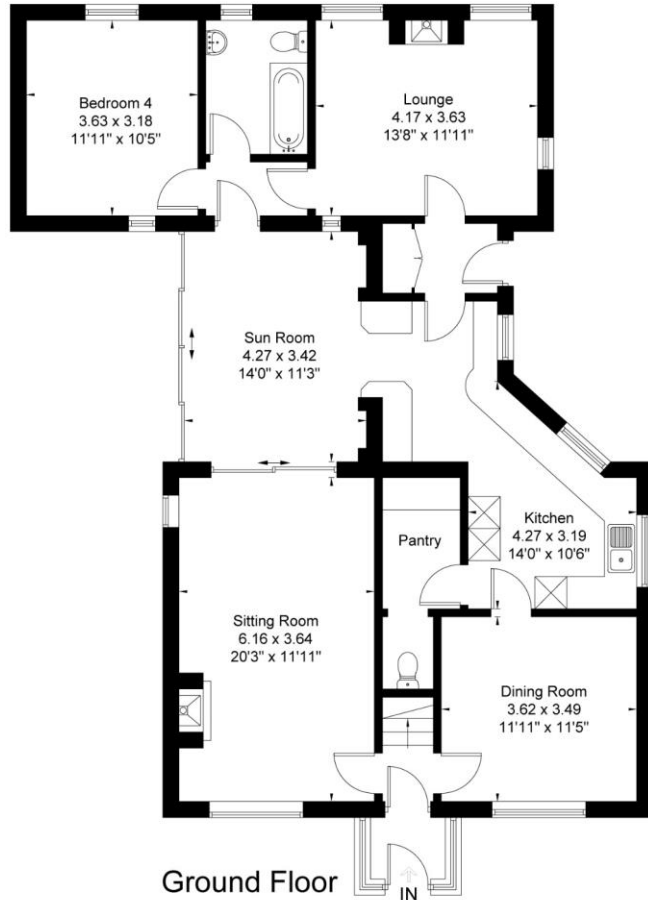 Bedroom 4
3.63 x 3.18
11'11" x 10'5"
Lounge
4.17 x 3.63
13'8" x 11'11"
Sun Room
4.27 x 3.42
14'0" x 11'3"
Kitchen
4.27 x 3.19
14'0" x 10'6"
Pantry
Sitting Room
6.16 x 3.64
20'3" x 11'11"
Dining Room
3.62 x 3.49
11'11" x 11'5"
Ground Floor
IN